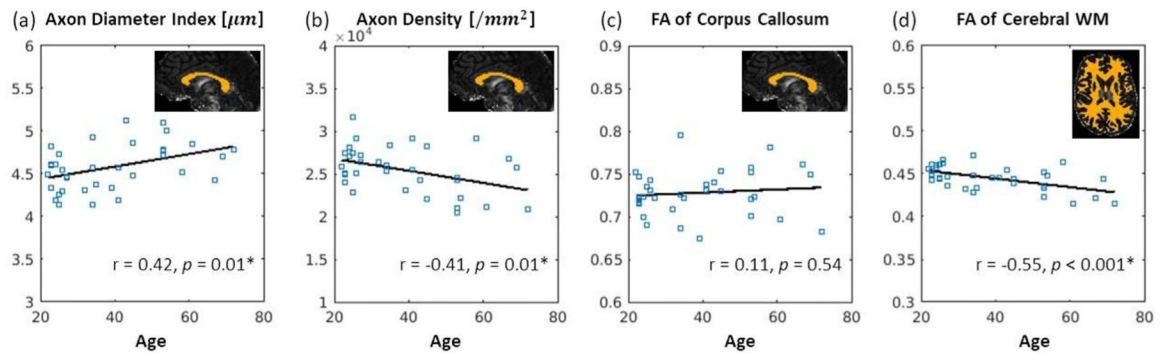 (a) Axon Diameter Index [μm]
6
5.5
5
4.5
4
3.5
3
20 40 60 80
Age
r = 0.42, p = 0.01*
(b) Axon Density [/mm²]
×10⁴
4
3.5
3
2.5
2
1.5
1
20 40 60 80
Age
r = -0.41, p = 0.01*
(c) FA of Corpus Callosum
0.9
0.85
0.8
0.75
0.7
0.65
0.6
20 40 60 80
Age
r = 0.11, p = 0.54
(d) FA of Cerebral WM
0.6
0.55
0.5
0.45
0.4
0.35
0.3
20 40 60 80
Age
r = -0.55, p < 0.001*